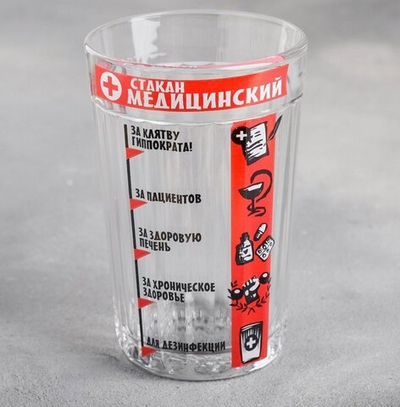 СТАКАН
МЕДИЦИНСКИЙ
ЗА КЛЯТВУ
ГИППОКРАТА!
ЗА ПАЦИЕНТОВ
ЗА ЗДОРОВУЮ
ПЕЧЕНЬ
ЗА ХРОНИЧЕСКОЕ
ЗДОРОВЬЕ
ДЛЯ ДЕЗИНФЕКЦИИ